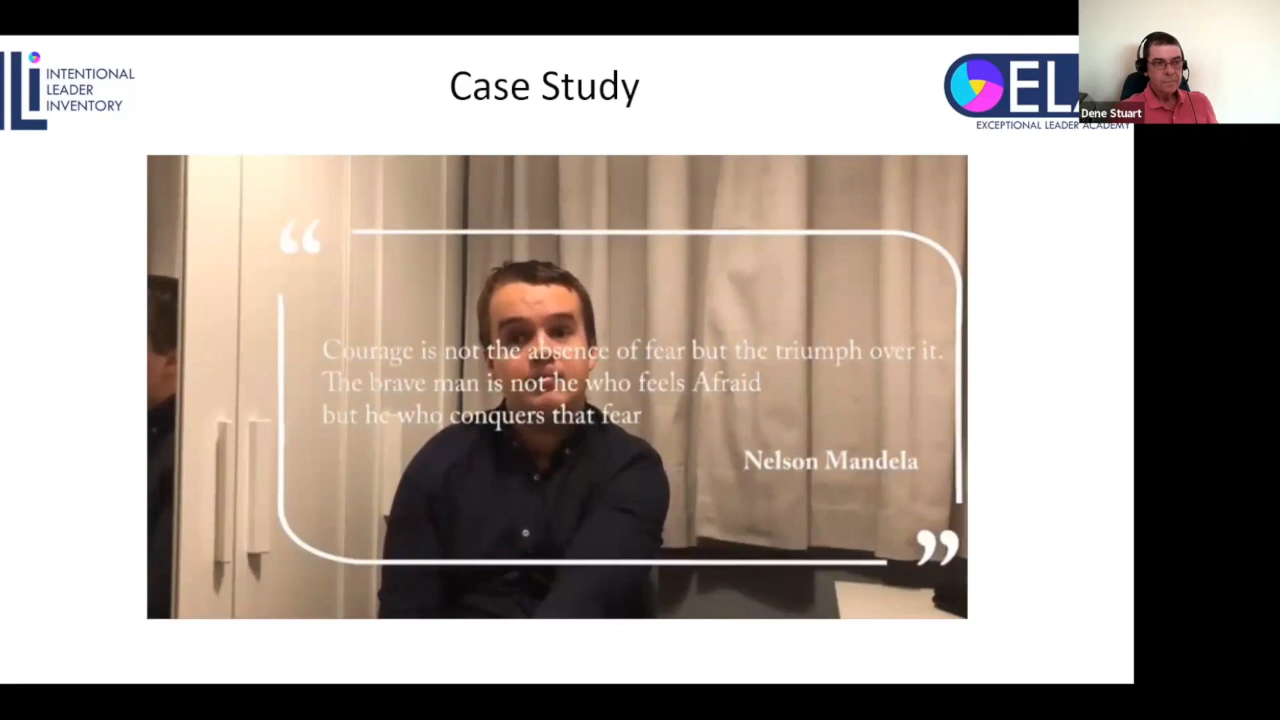 INTENTIONAL
LEADER
INVENTORY
Case Study
EXCEPTIONAL LEADER ACADEMY
Dene Stuart
“
Courage is not the absence of fear but the triumph over it.
The brave man is not he who feels Afraid
but he who conquers that fear
Nelson Mandela
”